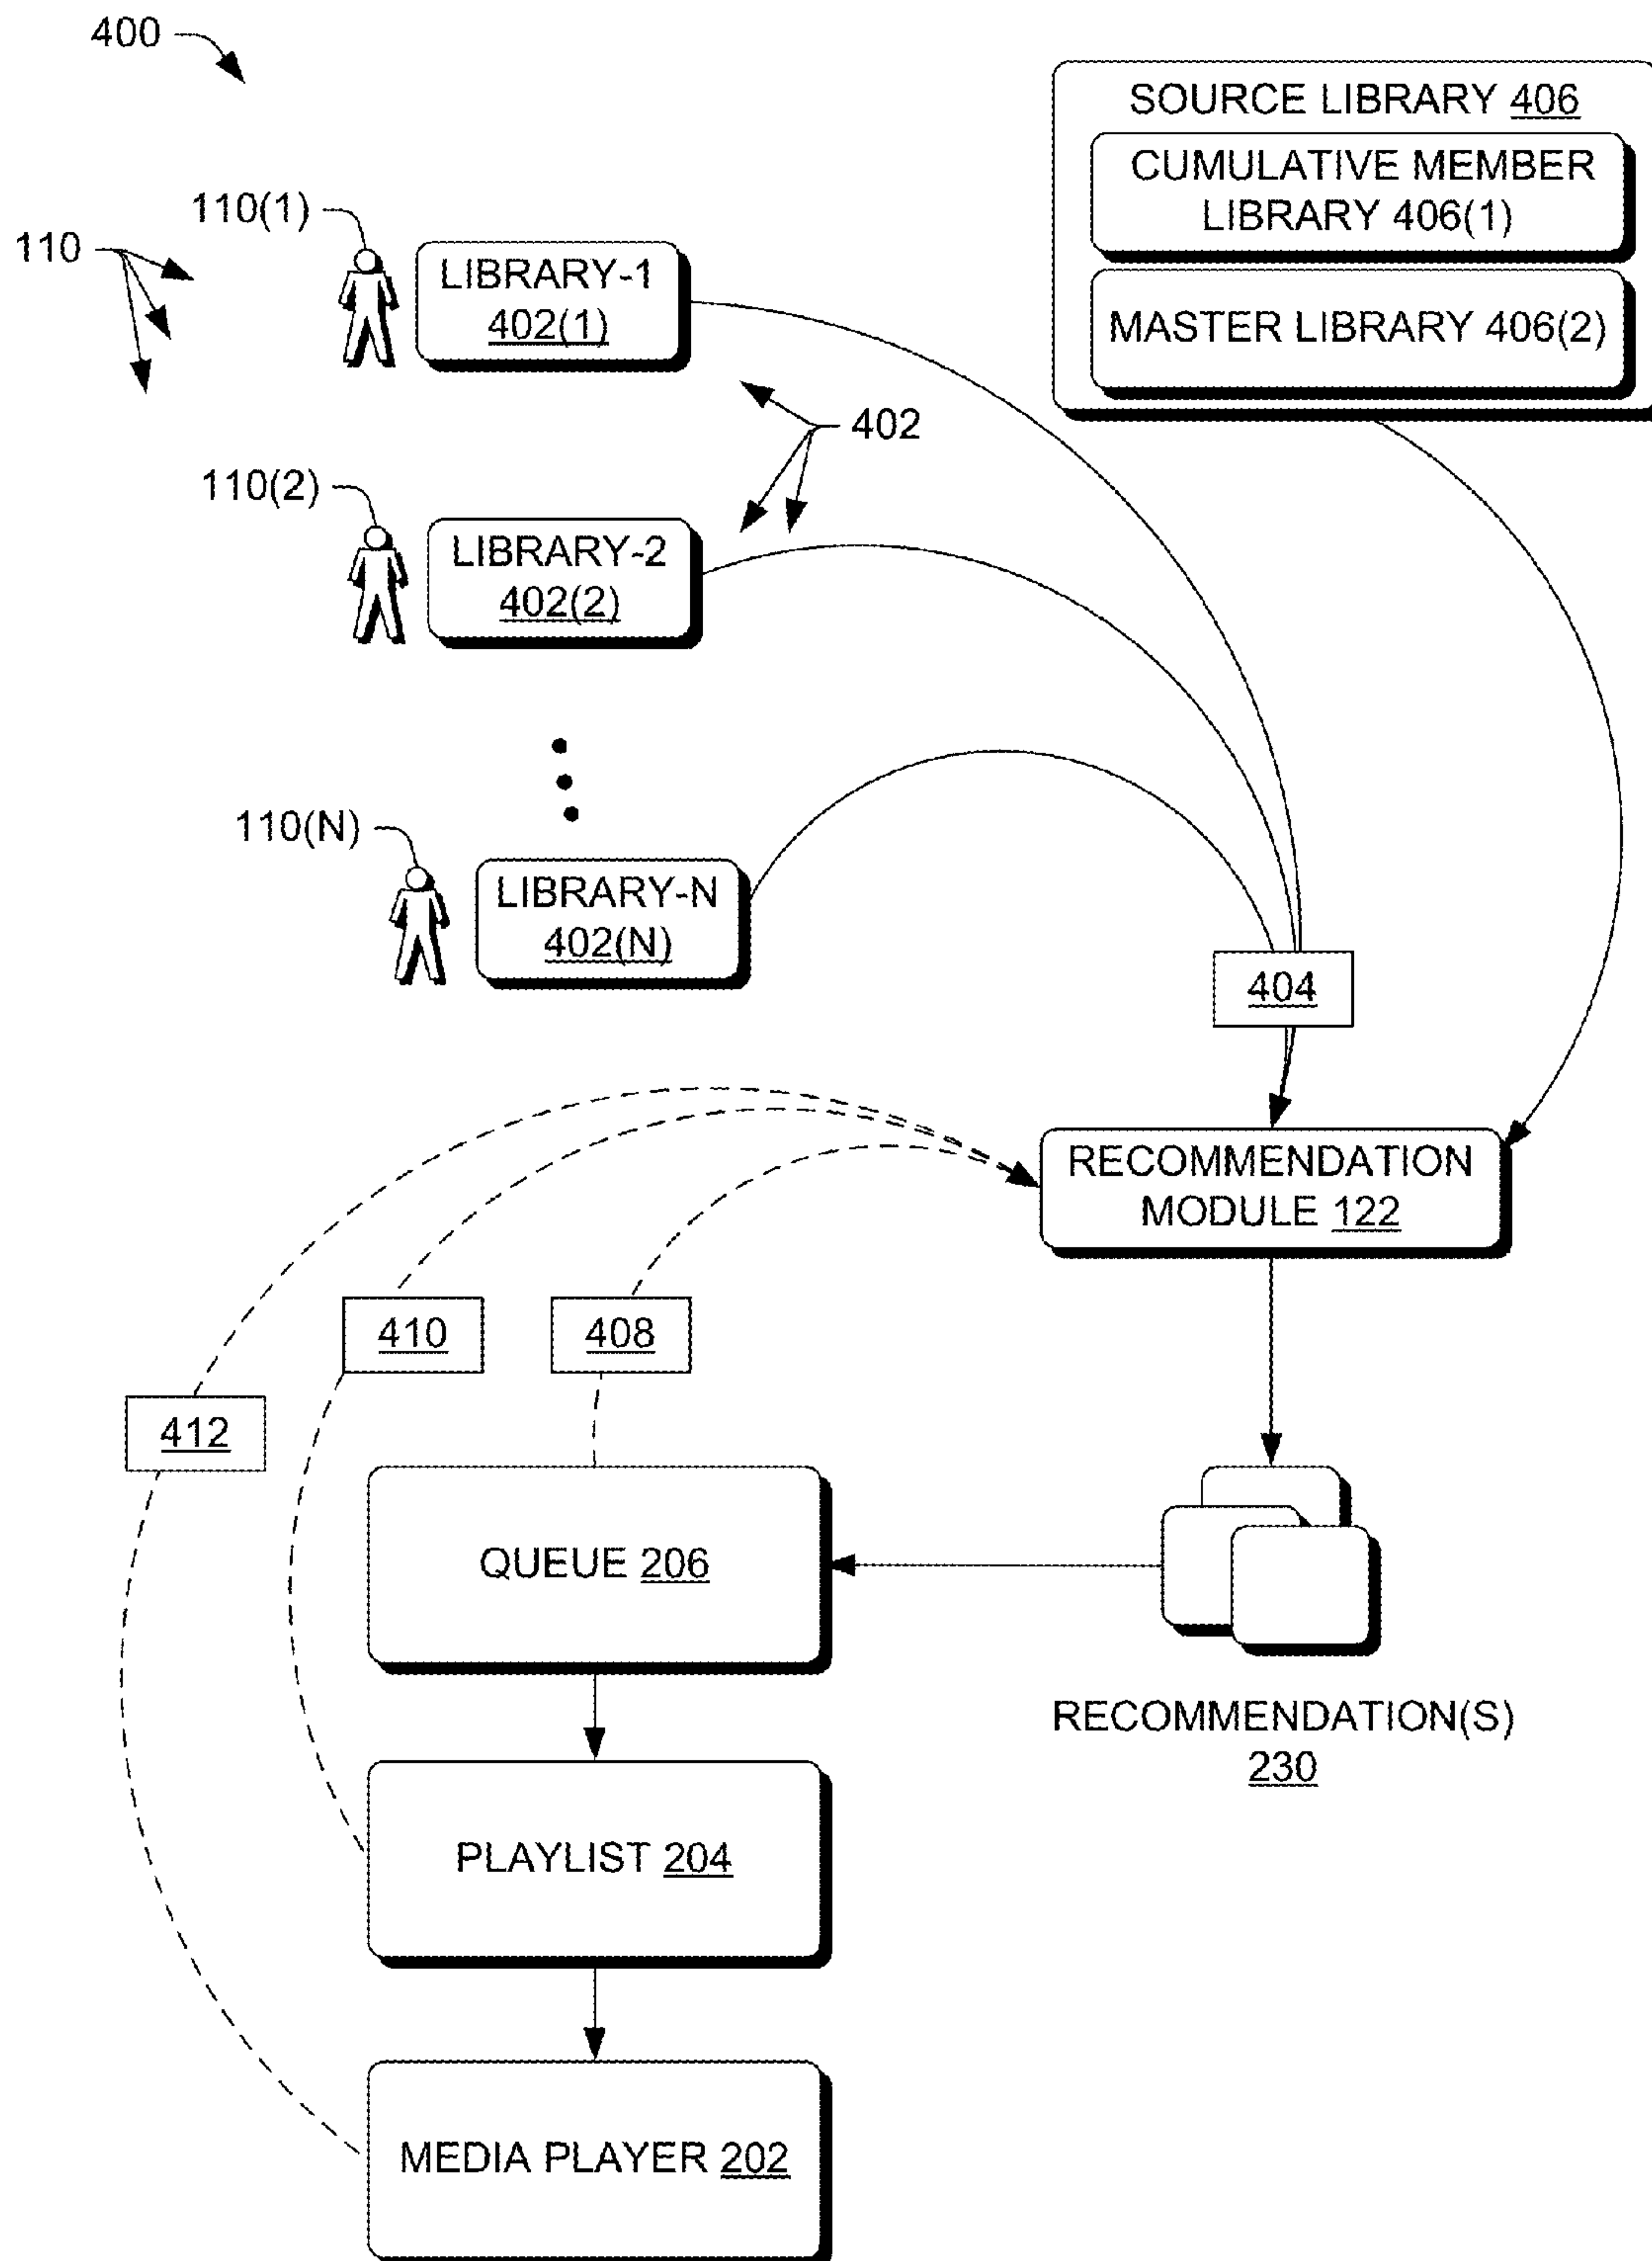 400
SOURCE LIBRARY 406
CUMULATIVE MEMBER
LIBRARY 406(1)
MASTER LIBRARY 406(2)
110(1)
110
LIBRARY-1
402(1)
402
110(2)
LIBRARY-2
402(2)
110(N)
LIBRARY-N
402(N)
404
RECOMMENDATION
MODULE 122
410
408
412
QUEUE 206
RECOMMENDATION(S)
230
PLAYLIST 204
MEDIA PLAYER 202